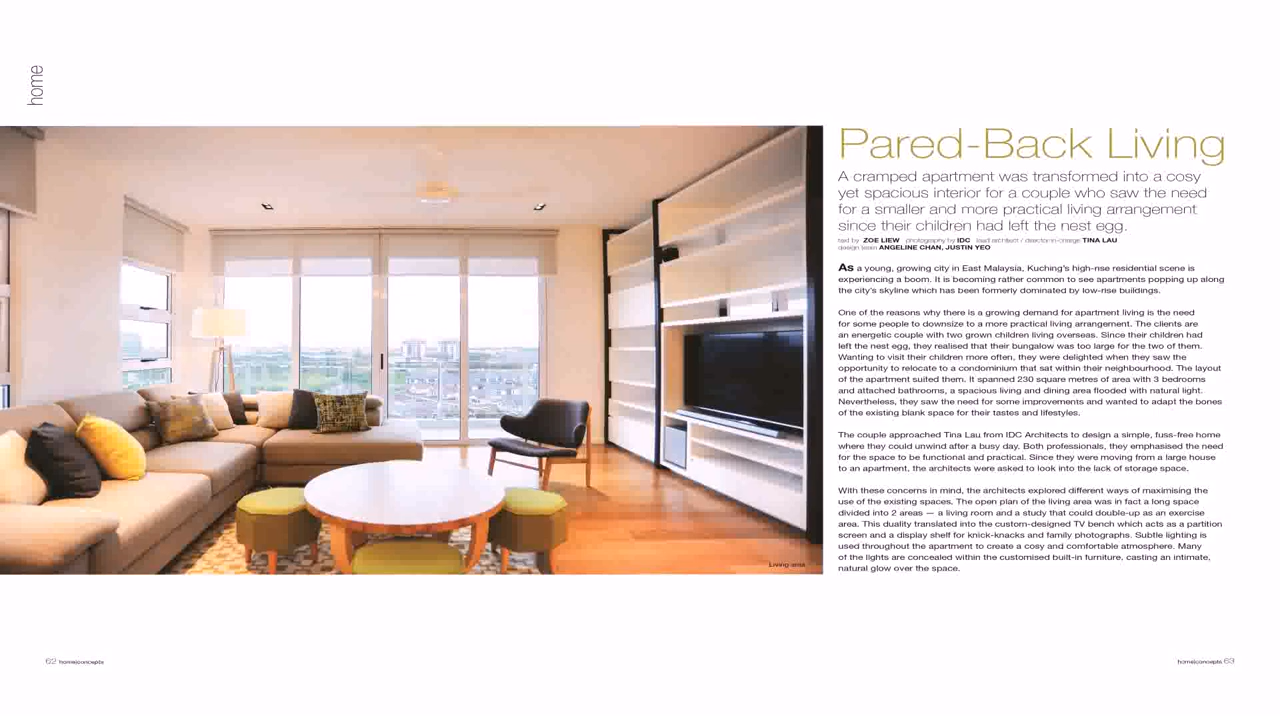 home
Pared-Back Living
A cramped apartment was transformed into a cosy
yet spacious interior for a couple who saw the need
for a smaller and more practical living arrangement
since their children had left the nest egg.
text by ZOE LIEW photography by IDC lead architect / director-in-charge TINA LAU
design team ANGELINE CHAN, JUSTIN YEO
As a young, growing city in East Malaysia, Kuching's high-rise residential scene is
experiencing a boom. It is becoming rather common to see apartments popping up along
the city's skyline which has been formerly dominated by low-rise buildings.
One of the reasons why there is a growing demand for apartment living is the need
for some people to downsize to a more practical living arrangement. The clients are
an energetic couple with two grown children living overseas. Since their children had
left the nest egg, they realised that their bungalow was too large for the two of them.
Wanting to visit their children more often, they were delighted when they saw the
opportunity to relocate to a condominium that sat within their neighbourhood. The layout
of the apartment suited them. It spanned 230 square metres of area with 3 bedrooms
and attached bathrooms, a spacious living and dining area flooded with natural light.
Nevertheless, they saw the need for some improvements and wanted to adapt the bones
of the existing blank space for their tastes and lifestyles.
The couple approached Tina Lau from IDC Architects to design a simple, fuss-free home
where they could unwind after a busy day. Both professionals, they emphasised the need
for the space to be functional and practical. Since they were moving from a large house
to an apartment, the architects were asked to look into the lack of storage space.
With these concerns in mind, the architects explored different ways of maximising the
use of the existing spaces. The open plan of the living area was in fact a long space
divided into 2 areas — a living room and a study that could double-up as an exercise
area. This duality translated into the custom-designed TV bench which acts as a partition
screen and a display shelf for knick-knacks and family photographs. Subtle lighting is
used throughout the apartment to create a cosy and comfortable atmosphere. Many
of the lights are concealed within the customised built-in furniture, casting an intimate,
natural glow over the space.
Living area
62 home|concepts
home|concepts 63